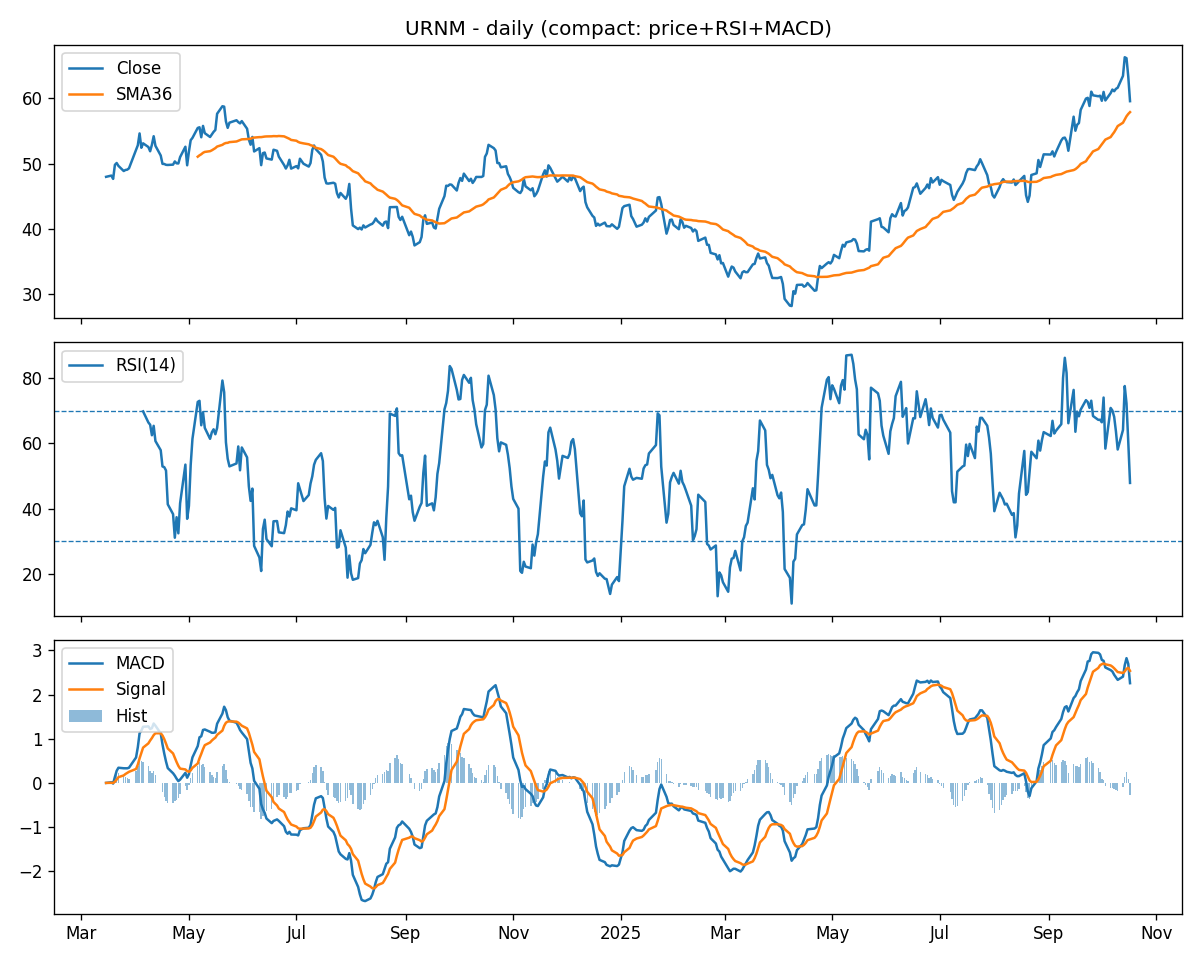 URNM - daily (compact: price+RSI+MACD)
Close
SMA36
60
50
40
30
RSI(14)
80
60
40
20
MACD
Signal
Hist
3
2
1
0
−1
−2
Mar May Jul Sep Nov 2025 Mar May Jul Sep Nov